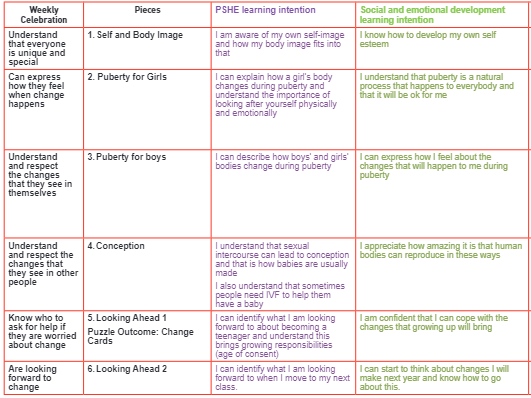 Weekly
Celebration
Pieces
PSHE learning intention
Social and emotional development
learning intention
Understand
that everyone
is unique and
special
1. Self and Body Image
I am aware of my own self-image
and how my body image fits into
that
I know how to develop my own self
esteem
Can express
how they feel
when change
happens
2. Puberty for Girls
I can explain how a girl's body
changes during puberty and
understand the importance of
looking after yourself physically
and emotionally
I understand that puberty is a natural
process that happens to everybody and
that it will be ok for me
Understand
and respect
the changes
that they see in
themselves
3. Puberty for boys
I can describe how boys' and girls'
bodies change during puberty
I can express how I feel about the
changes that will happen to me during
puberty
Understand
and respect the
changes that
they see in other
people
4. Conception
I understand that sexual
intercourse can lead to conception
and that is how babies are usually
made
I also understand that sometimes
people need IVF to help them
have a baby
I appreciate how amazing it is that human
bodies can reproduce in these ways
Know who to
ask for help if
they are worried
about change
5. Looking Ahead 1
Puzzle Outcome: Change
Cards
I can identify what I am looking
forward to about becoming a
teenager and understand this
brings growing responsibilities
(age of consent)
I am confident that I can cope with the
changes that growing up will bring
Are looking
forward to
change
6. Looking Ahead 2
I can identify what I am looking
forward to when I move to my next
class.
I can start to think about changes I will
make next year and know how to go
about this.